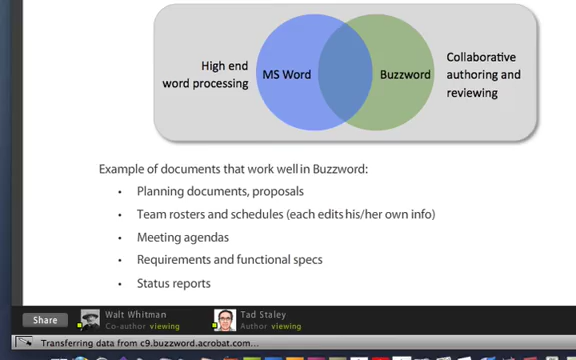 High end
word processing
MS Word
Buzzword
Collaborative
authoring and
reviewing
Example of documents that work well in Buzzword:
• Planning documents, proposals
• Team rosters and schedules (each edits his/her own info)
• Meeting agendas
• Requirements and functional specs
• Status reports
Share
Walt Whitman
Co-author viewing
Tad Staley
Author viewing
Transferring data from c9.buzzword.acrobat.com...